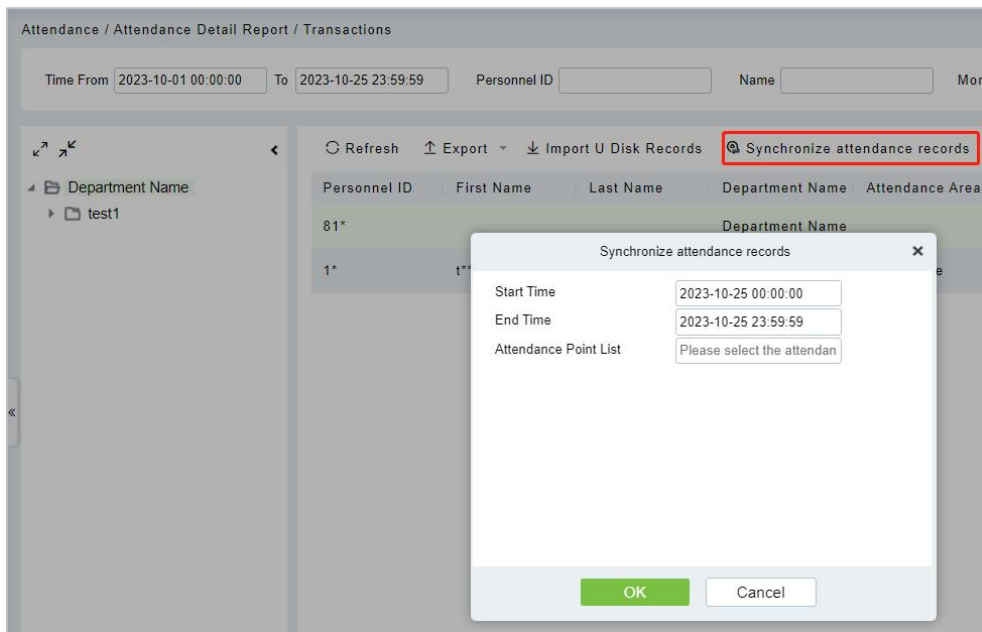 Attendance / Attendance Detail Report / Transactions
Time From 2023-10-01 00:00:00 To 2023-10-25 23:59:59 Personnel ID Name Mor
Refresh Export Import U Disk Records Synchronize attendance records
Department Name
test1
Personnel ID First Name Last Name Department Name Attendance Area
81* Department Name
1* t** e
Synchronize attendance records
Start Time 2023-10-25 00:00:00
End Time 2023-10-25 23:59:59
Attendance Point List Please select the attendan
OK Cancel